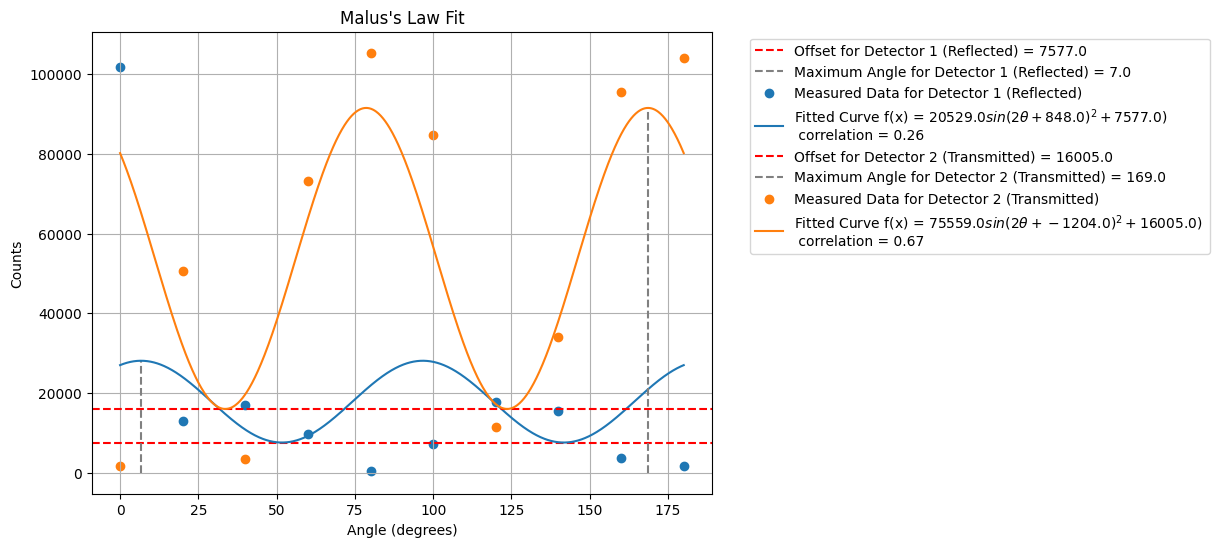 Malus's Law Fit
Counts
100000
80000
60000
40000
20000
0
0
25
50
75
100
125
150
175
Angle (degrees)
Offset for Detector 1 (Reflected) = 7577.0
Maximum Angle for Detector 1 (Reflected) = 7.0
Measured Data for Detector 1 (Reflected)
Fitted Curve f(x) = 20529.0sin(2θ + 848.0)² + 7577.0)
correlation = 0.26
Offset for Detector 2 (Transmitted) = 16005.0
Maximum Angle for Detector 2 (Transmitted) = 169.0
Measured Data for Detector 2 (Transmitted)
Fitted Curve f(x) = 75559.0sin(2θ + −1204.0)² + 16005.0)
correlation = 0.67